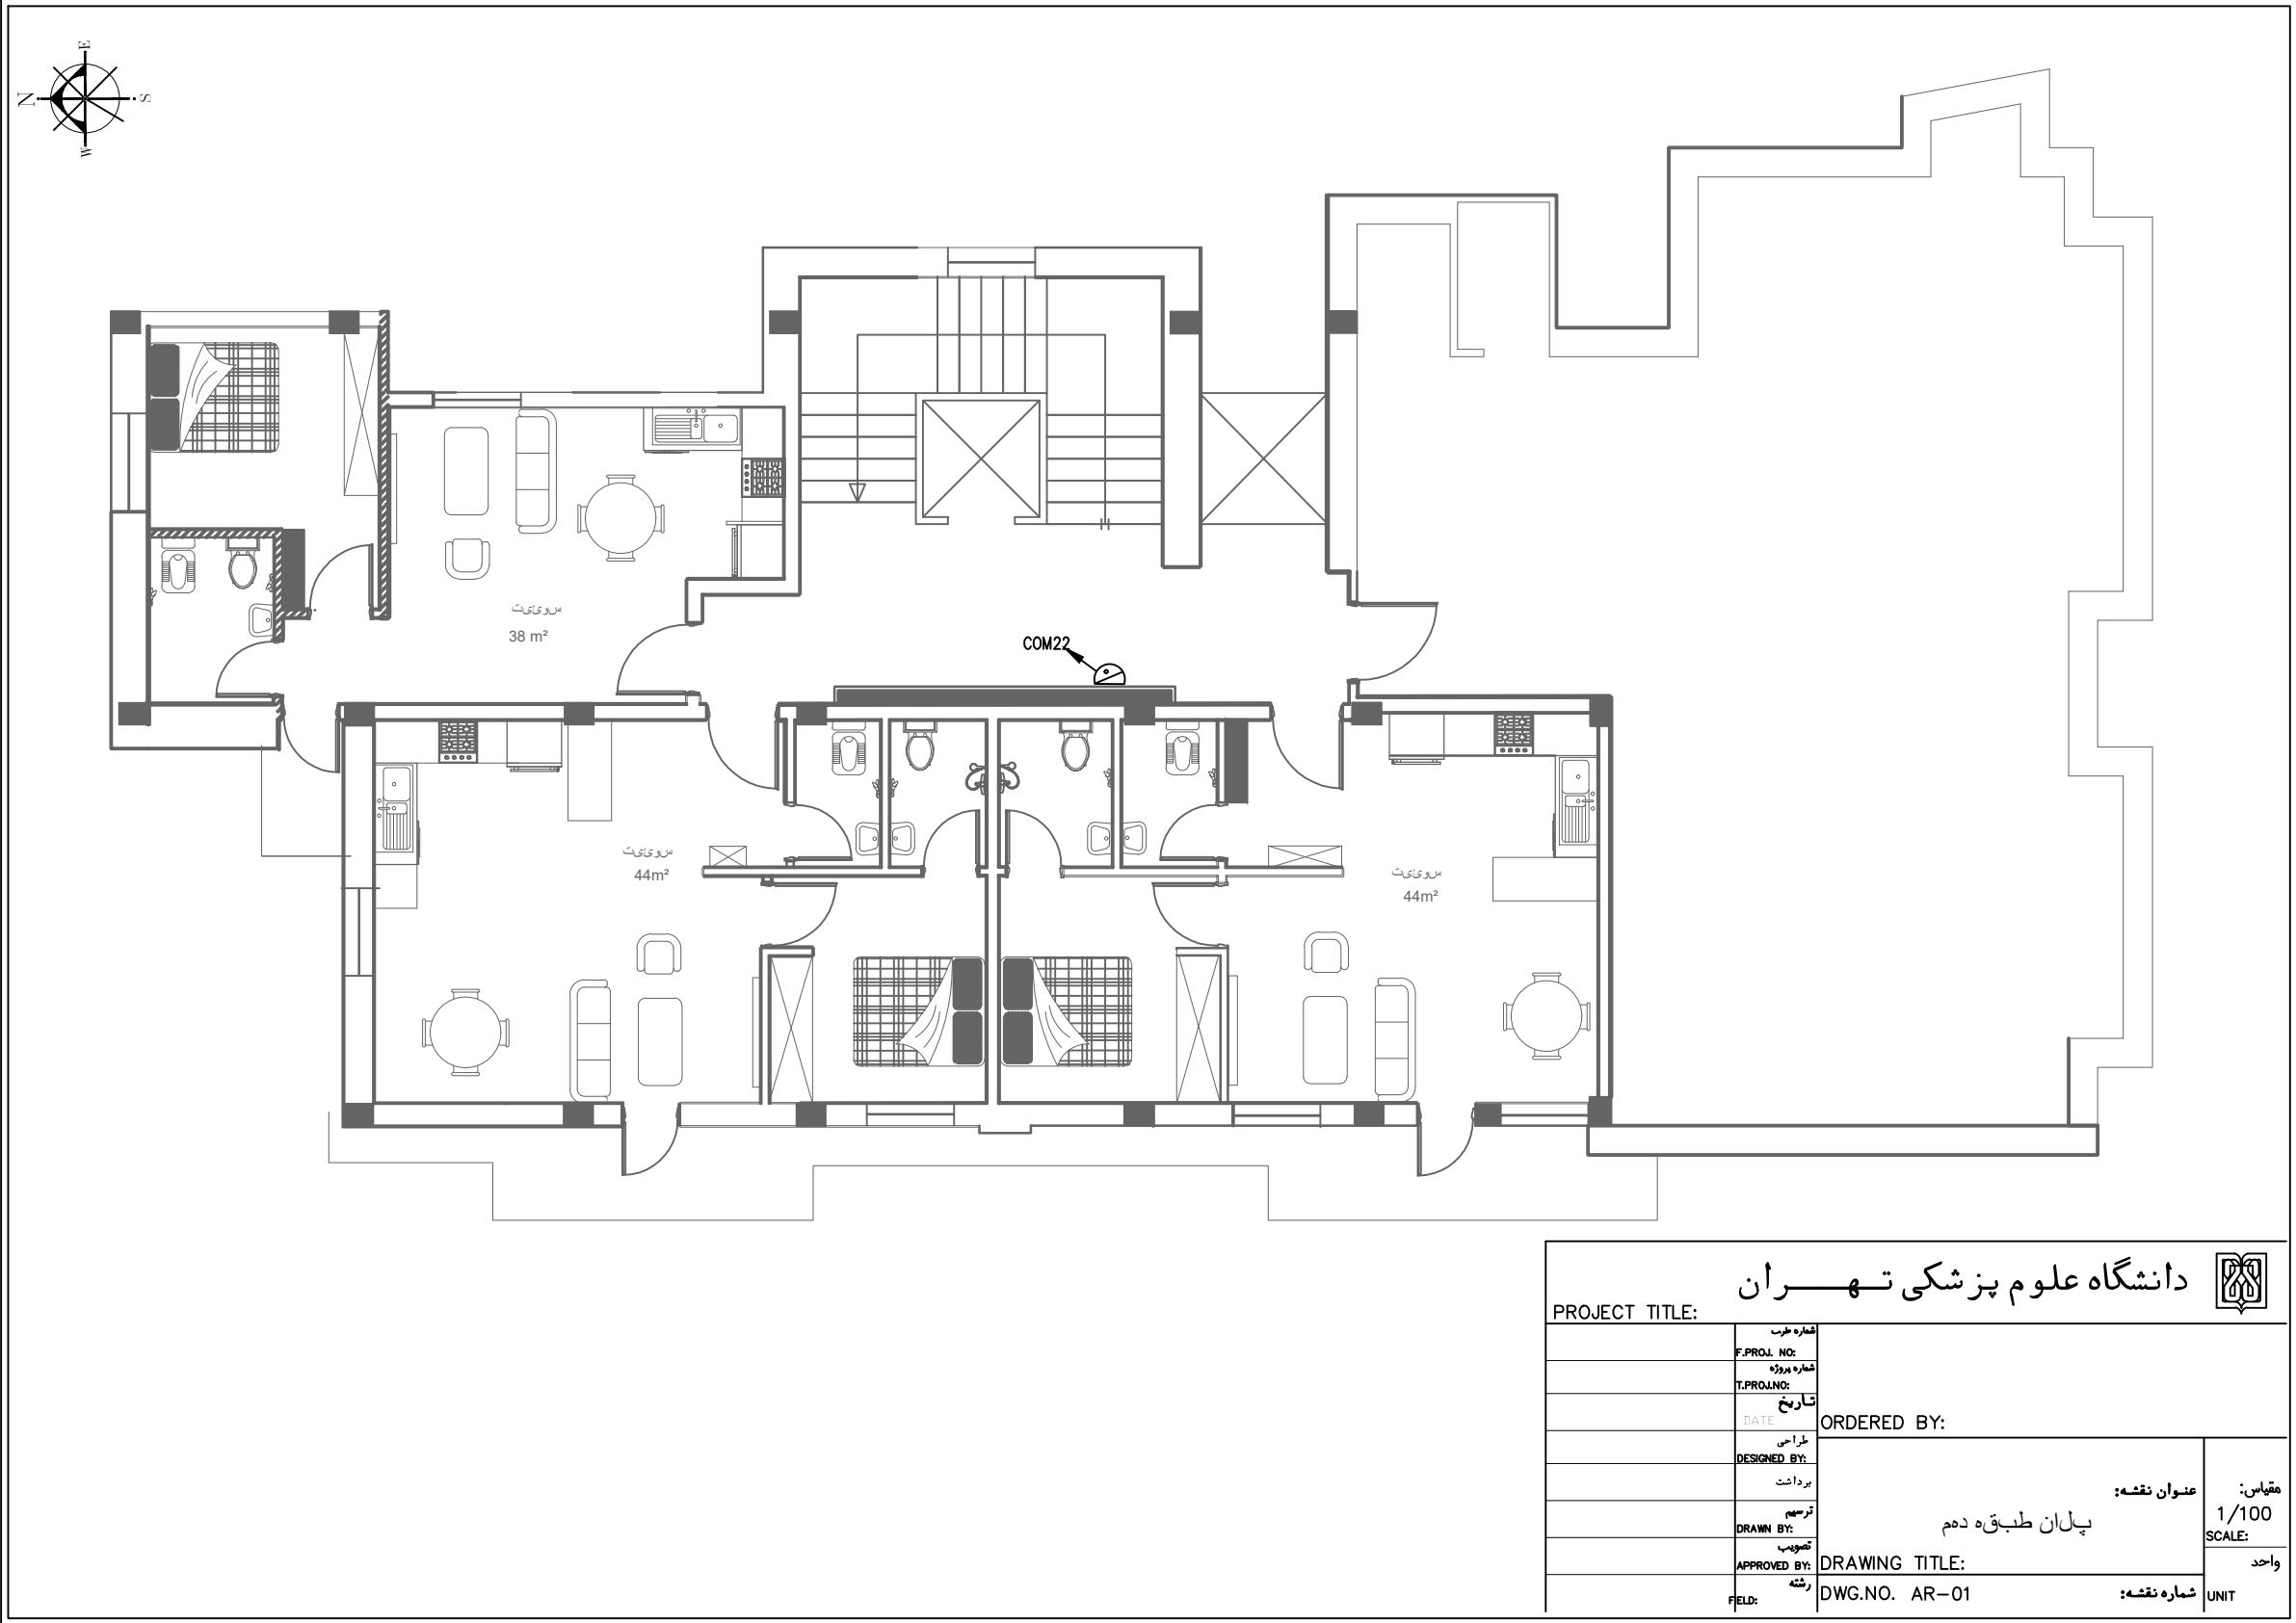 E
N
S
W
سوئیت
38 m²
COM22
سوئیت
44m²
سوئیت
44m²
دانشگاه علوم پزشکی تهـــران
PROJECT TITLE:
شماره طرب
F.PROJ. NO:
شماره پروژه
T.PROJ.NO:
تاریخ
DATE
ORDERED BY:
طراحی
DESIGNED BY:
برداشت
ترسیم
DRAWN BY:
تصویب
APPROVED BY:
رشته
FIELD:
عنوان نقشه:
پلان طبقه دهم
DRAWING TITLE:
DWG.NO. AR-01
شماره نقشه:
مقیاس:
1/100
SCALE:
واحد
UNIT